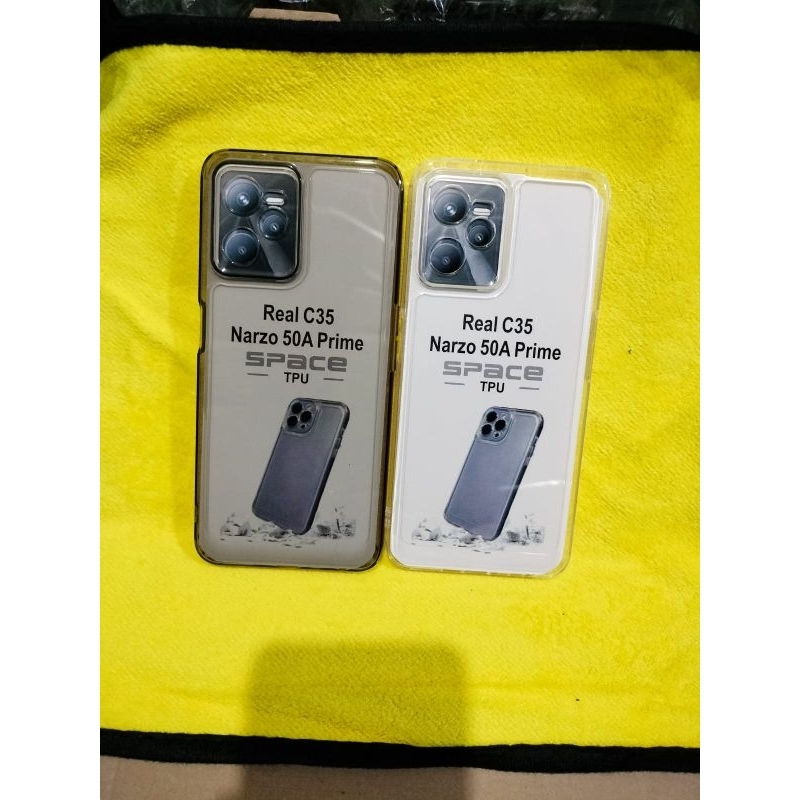 Real C35
Narzo 50A Prime
SPace
TPU
Real C35
Narzo 50A Prime
SPace
TPU